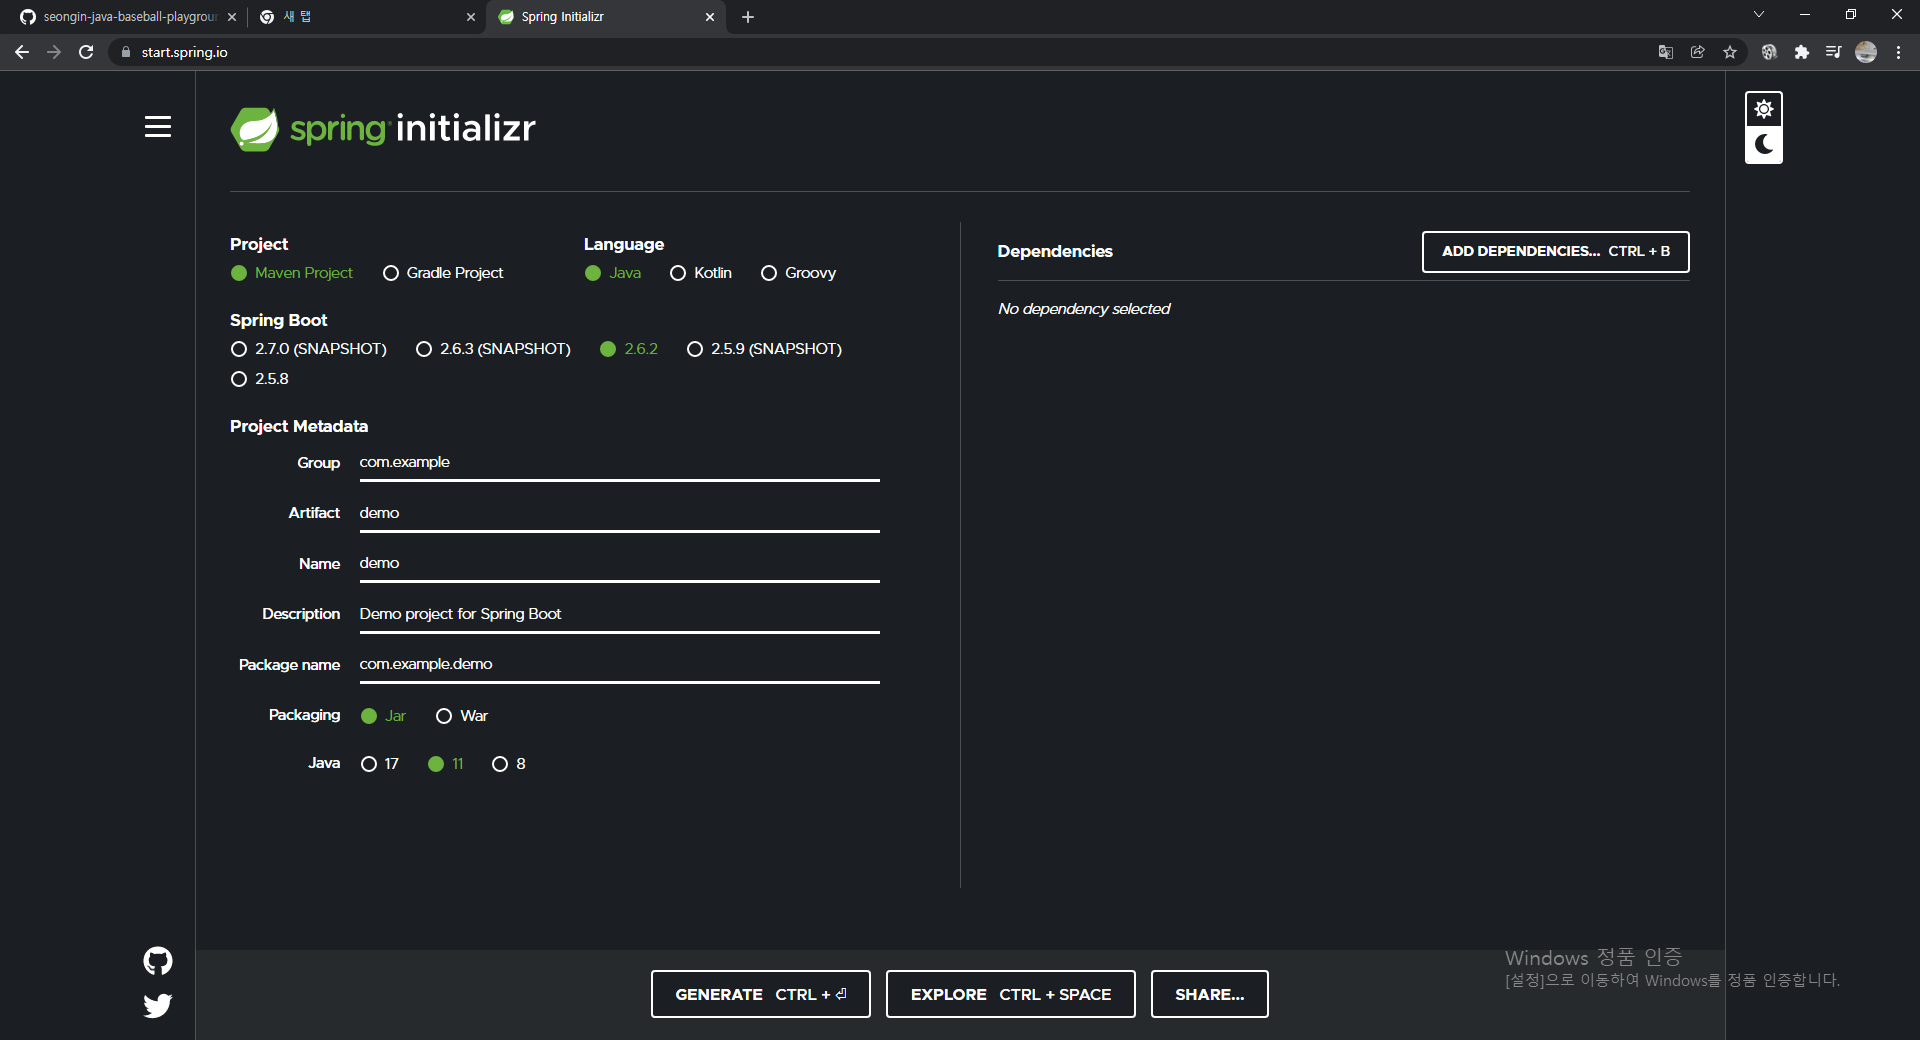 seongin-java-baseball-playgrour
새 탭
Spring Initializr
start.spring.io
spring initializr
Project
Maven Project
Gradle Project
Language
Java
Kotlin
Groovy
Spring Boot
2.7.0 (SNAPSHOT)
2.6.3 (SNAPSHOT)
2.6.2
2.5.9 (SNAPSHOT)
2.5.8
Project Metadata
Group com.example
Artifact demo
Name demo
Description Demo project for Spring Boot
Package name com.example.demo
Packaging Jar War
Java 17 11 8
Dependencies
ADD DEPENDENCIES... CTRL + B
No dependency selected
GENERATE CTRL + ⏎
EXPLORE CTRL + SPACE
SHARE...
Windows 정품 인증
[설정]으로 이동하여 Windows를 정품 인증합니다.